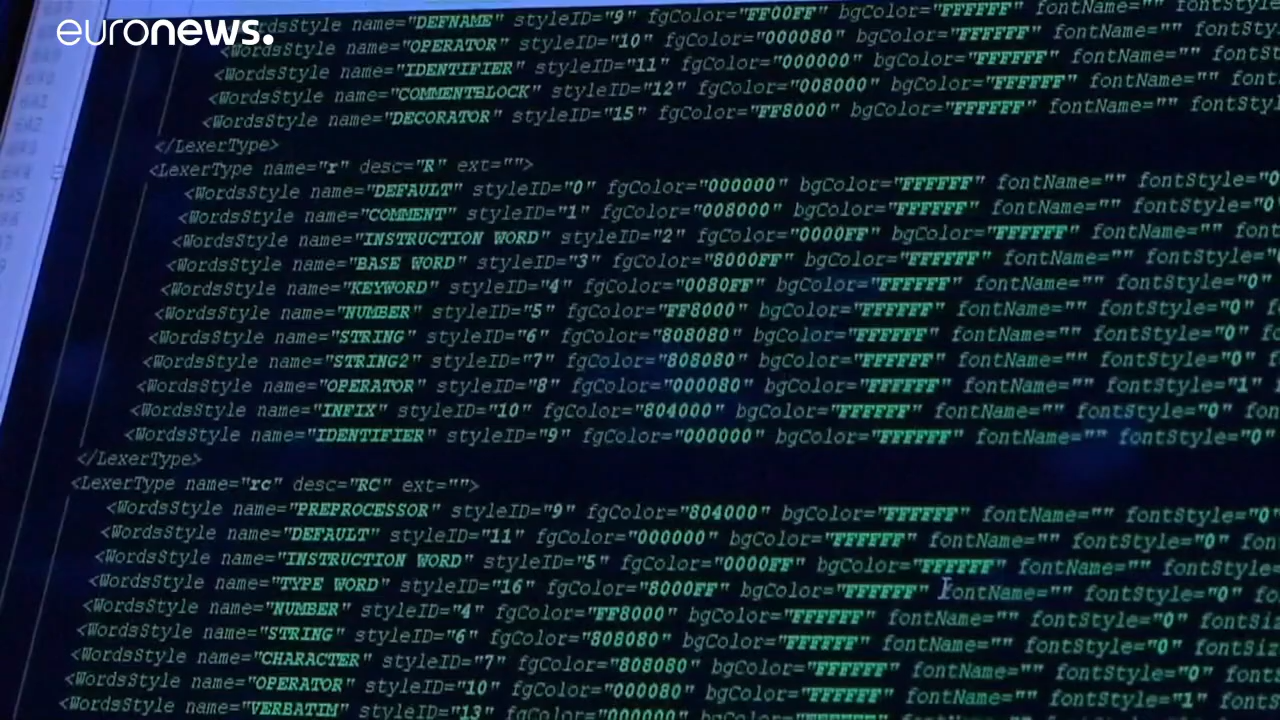 euronews.
rdsStyle name="DEFNAME" styleID="9" fgColor="FF00FF" bgColor="FFFFFF" fontName="" fontStyle
<WordsStyle name="OPERATOR" styleID="10" fgColor="000080" bgColor="FFFFFF" fontName="" fontSty
<WordsStyle name="IDENTIFIER" styleID="11" fgColor="000000" bgColor="FFFFFF" fontName="" font
<WordsStyle name="COMMENTBLOCK" styleID="12" fgColor="008000" bgColor="FFFFFF" fontName="" font
<WordsStyle name="DECORATOR" styleID="15" fgColor="FF8000" bgColor="FFFFFF" fontName="" fontStyl
</LexerType>
<LexerType name="r" desc="R" ext="">
<WordsStyle name="DEFAULT" styleID="0" fgColor="000000" bgColor="FFFFFF" fontName="" fontStyle="0
<WordsStyle name="COMMENT" styleID="1" fgColor="008000" bgColor="FFFFFF" fontName="" fontStyle="0
<WordsStyle name="INSTRUCTION WORD" styleID="2" fgColor="0000FF" bgColor="FFFFFF" fontName="" font
<WordsStyle name="BASE WORD" styleID="3" fgColor="8000FF" bgColor="FFFFFF" fontName="" fontStyle="
<WordsStyle name="KEYWORD" styleID="4" fgColor="0080FF" bgColor="FFFFFF" fontName="" fontStyle="0"
<WordsStyle name="NUMBER" styleID="5" fgColor="FF8000" bgColor="FFFFFF" fontName="" fontStyle="0"
<WordsStyle name="STRING" styleID="6" fgColor="808080" bgColor="FFFFFF" fontName="" fontStyle="0"
<WordsStyle name="STRING2" styleID="7" fgColor="808080" bgColor="FFFFFF" fontName="" fontStyle="0"
<WordsStyle name="OPERATOR" styleID="8" fgColor="000080" bgColor="FFFFFF" fontName="" fontStyle="1"
<WordsStyle name="INFIX" styleID="10" fgColor="804000" bgColor="FFFFFF" fontName="" fontStyle="0"
<WordsStyle name="IDENTIFIER" styleID="9" fgColor="000000" bgColor="FFFFFF" fontName="" fontStyle="0"
</LexerType>
<LexerType name="rc" desc="RC" ext="">
<WordsStyle name="PREPROCESSOR" styleID="9" fgColor="804000" bgColor="FFFFFF" fontName="" fontStyle="0"
<WordsStyle name="DEFAULT" styleID="11" fgColor="000000" bgColor="FFFFFF" fontName="" fontStyle="0" fon
<WordsStyle name="INSTRUCTION WORD" styleID="5" fgColor="0000FF" bgColor="FFFFFF" fontName="" fontStyle=
<WordsStyle name="TYPE WORD" styleID="16" fgColor="8000FF" bgColor="FFFFFF" fontName="" fontStyle="0" fo
<WordsStyle name="NUMBER" styleID="4" fgColor="FF8000" bgColor="FFFFFF" fontName="" fontStyle="0" fontSiz
<WordsStyle name="STRING" styleID="6" fgColor="808080" bgColor="FFFFFF" fontName="" fontStyle="0" fontSiz
<WordsStyle name="CHARACTER" styleID="7" fgColor="808080" bgColor="FFFFFF" fontName="" fontStyle="0" fon
<WordsStyle name="OPERATOR" styleID="10" fgColor="000080" bgColor="FFFFFF" fontName="" fontStyle="1" fon
<WordsStyle name="VERBATIM" styleID="13" fgColor="000000" bgColor="FFFFFF" fontName="" fontStyle="0"